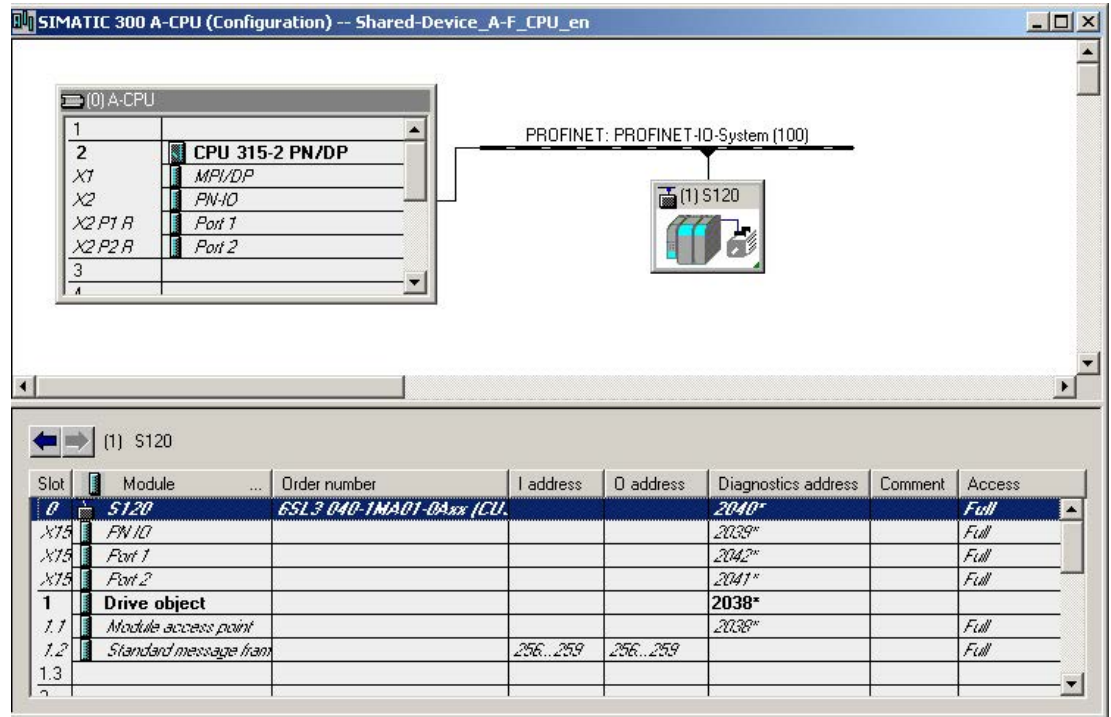 SIMATIC 300 A-CPU (Configuration) -- Shared-Device_A-F_CPU_en
(0) A-CPU
1
2 CPU 315-2 PN/DP
X1 MPI/DP
X2 PN-IO
X2 P1 R Port 1
X2 P2 R Port 2
3
4
PROFINET: PROFINET-IO-System (100)
(1) S120
(1) S120
Slot Module ... Order number I address O address Diagnostics address Comment Access
0 S120 6SL3 040-1MA01-0Axx (CU. 2040* Full
X15 PN IO 2039* Full
X15 Port 1 2042* Full
X15 Port 2 2041* Full
1 Drive object 2038*
1.1 Module access point 2038* Full
1.2 Standard message fram 256...259 256...259 Full
1.3